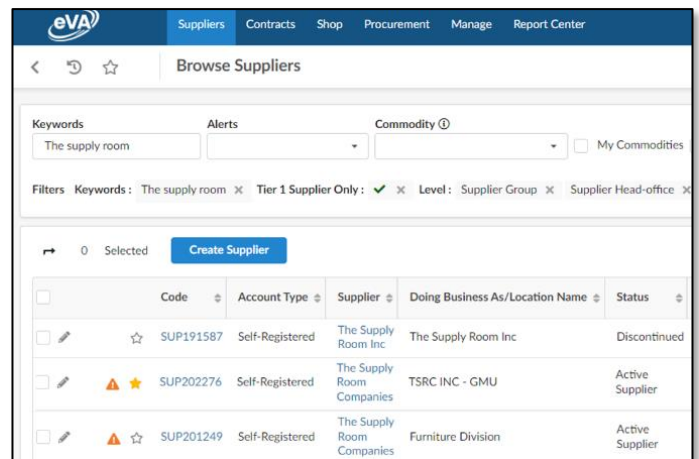 eVA
Suppliers Contracts Shop Procurement Manage Report Center
Browse Suppliers
Keywords Alerts Commodity
The supply room My Commodities
Filters Keywords : The supply room × Tier 1 Supplier Only : ✔ × Level : Supplier Group × Supplier Head-office ×
0 Selected Create Supplier
Code Account Type Supplier Doing Business As/Location Name Status
SUP191587 Self-Registered The Supply Room Inc The Supply Room Inc Discontinued
SUP202276 Self-Registered The Supply Room Companies TSRC INC - GMU Active Supplier
SUP201249 Self-Registered The Supply Room Companies Furniture Division Active Supplier